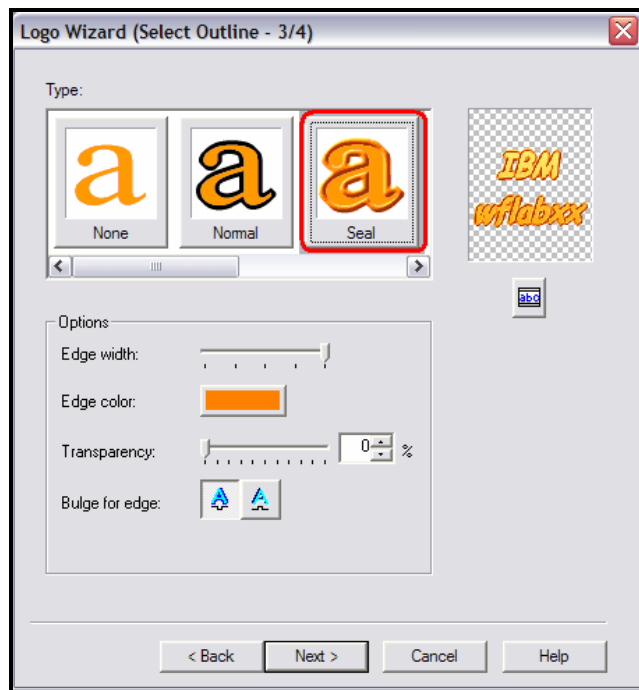 Logo Wizard (Select Outline - 3/4)
Type:
a a a
None Normal Seal
IBM
wflabxx
abc
Options
Edge width:
Edge color:
Transparency: 0 %
Bulge for edge: A A
< Back Next > Cancel Help